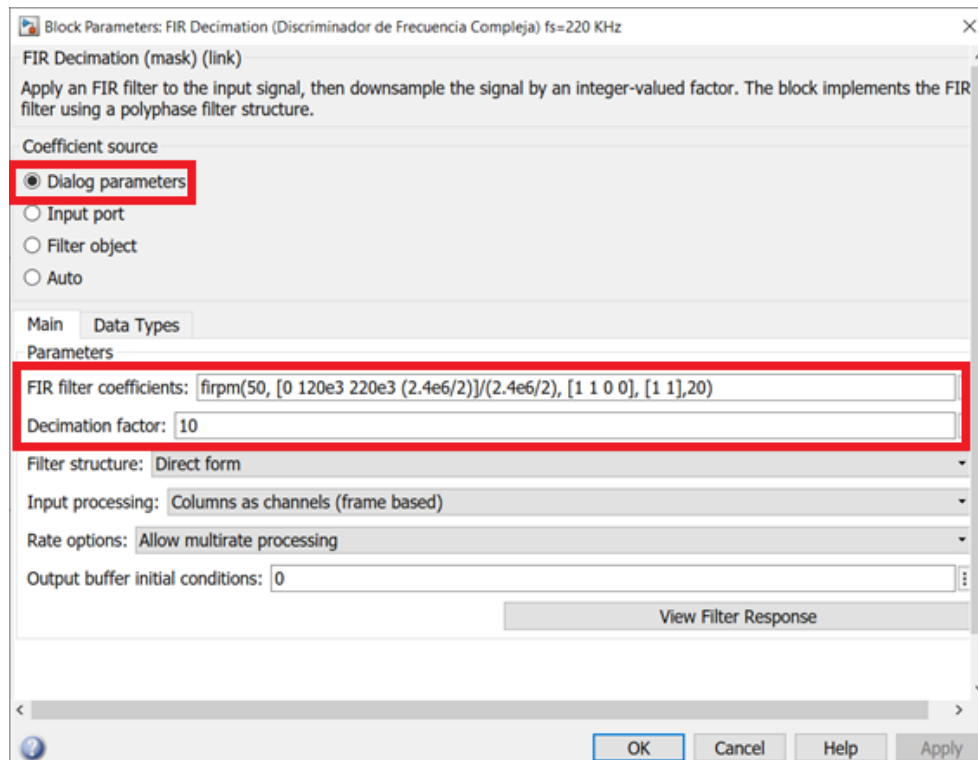 Block Parameters: FIR Decimation (Discriminador de Frecuencia Compleja) fs=220 KHz
FIR Decimation (mask) (link)
Apply an FIR filter to the input signal, then downsample the signal by an integer-valued factor. The block implements the FIR
filter using a polyphase filter structure.
Coefficient source
Dialog parameters
Input port
Filter object
Auto
Main Data Types
Parameters
FIR filter coefficients: firpm(50, [0 120e3 220e3 (2.4e6/2)]/(2.4e6/2), [1 1 0 0], [1 1],20)
Decimation factor: 10
Filter structure: Direct form
Input processing: Columns as channels (frame based)
Rate options: Allow multirate processing
Output buffer initial conditions: 0
View Filter Response
OK Cancel Help Apply